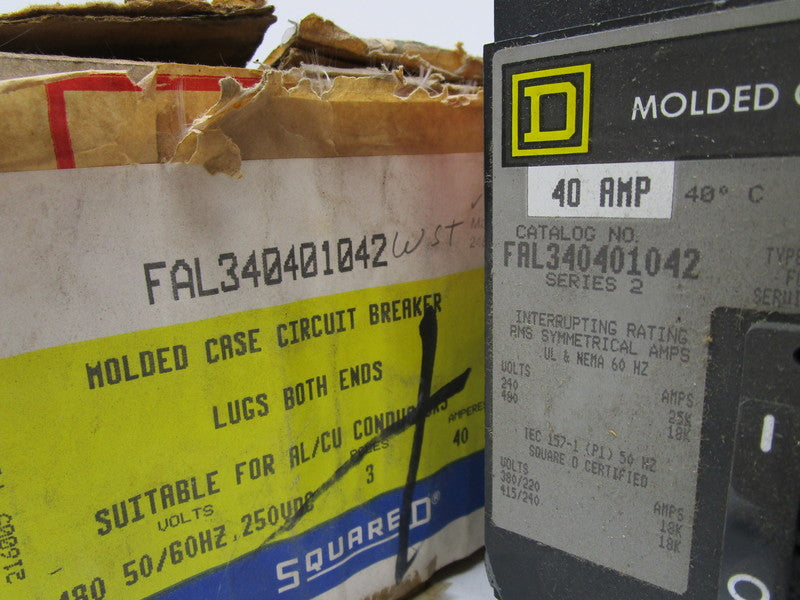 FAL340401042 WST
MOLDED CASE CIRCUIT BREAKER
LUGS BOTH ENDS
SUITABLE FOR AL/CU CONDUCTORS
VOLTS POLES AMPERES
480 50/60HZ, 250VDC 3 40
SQUARE D®
D
MOLDED
40 AMP 40° C
CATALOG NO.
FAL340401042
SERIES 2
INTERRUPTING RATING
RMS SYMMETRICAL AMPS
UL & NEMA 60 HZ
VOLTS AMPS
240 25K
480 18K
IEC 157-1 (P1) 50 HZ
SQUARE D CERTIFIED
VOLTS AMPS
380/220 18K
415/240 18K
I
O